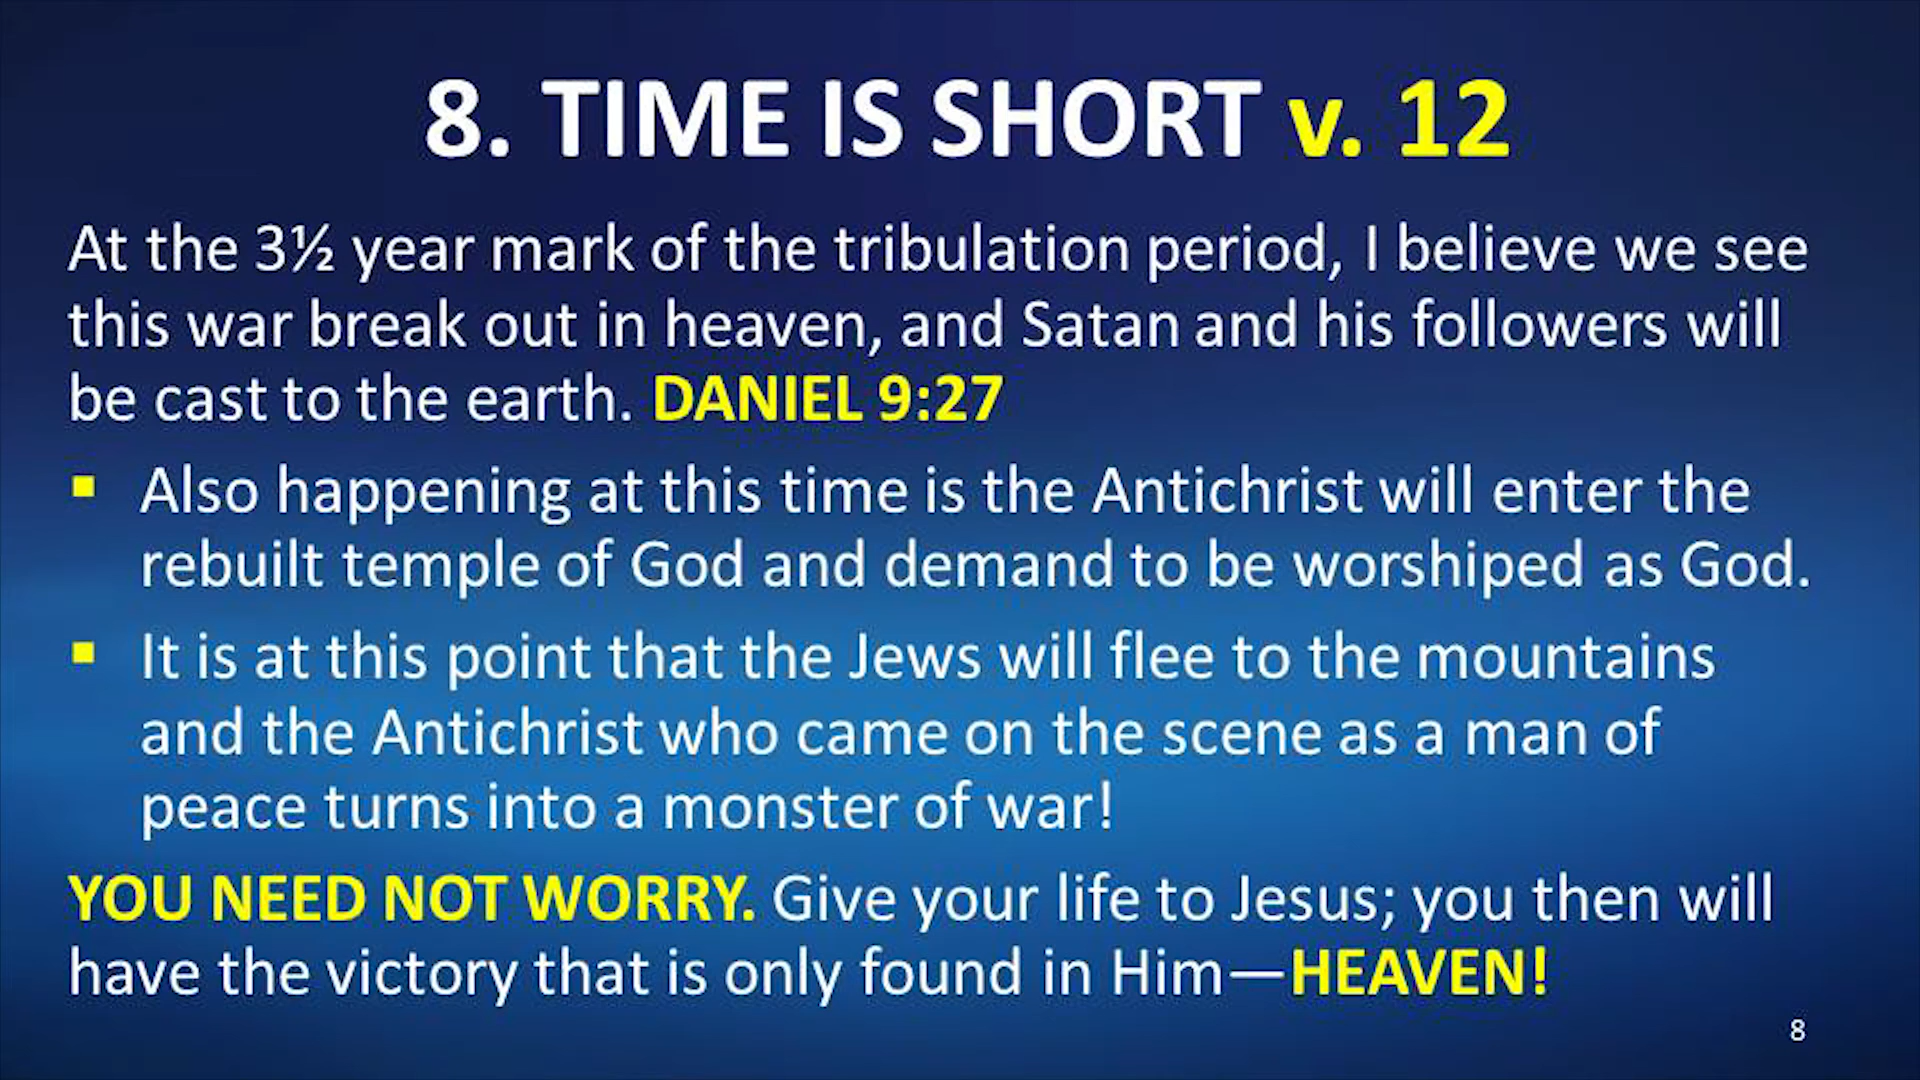 8. TIME IS SHORT v. 12
At the 3½ year mark of the tribulation period, I believe we see
this war break out in heaven, and Satan and his followers will
be cast to the earth. DANIEL 9:27
▪ Also happening at this time is the Antichrist will enter the
rebuilt temple of God and demand to be worshiped as God.
▪ It is at this point that the Jews will flee to the mountains
and the Antichrist who came on the scene as a man of
peace turns into a monster of war!
YOU NEED NOT WORRY. Give your life to Jesus; you then will
have the victory that is only found in Him—HEAVEN!
8